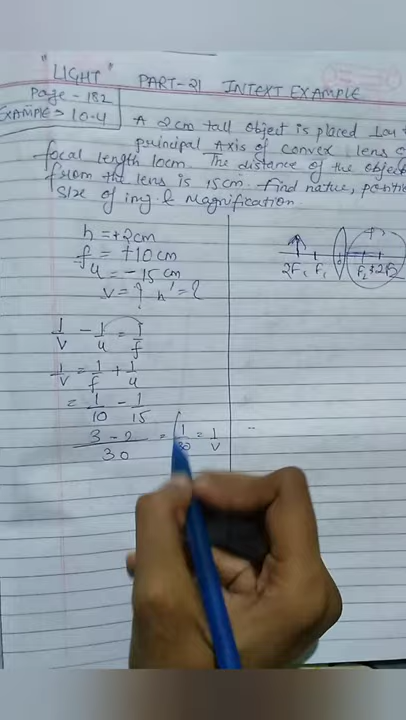 "LIGHT" PART-21 INTEXT EXAMPLE
Page - 182
EXAMPLE > 10.4
A 2cm tall object is placed
principal Axis of convex lens
focal length 10cm. The distance of the object
from the lens is 15cm. Find nature,
size of img & Magnification.
h = +2cm
f = +10cm
u = -15cm
v = ? h' = ?
1/v - 1/u = 1/f
1/v = 1/f + 1/u
= 1/10 - 1/15
3 - 2 / 30 = 1/30 = 1/v
2F₁ F₁ F₂ 2F₂